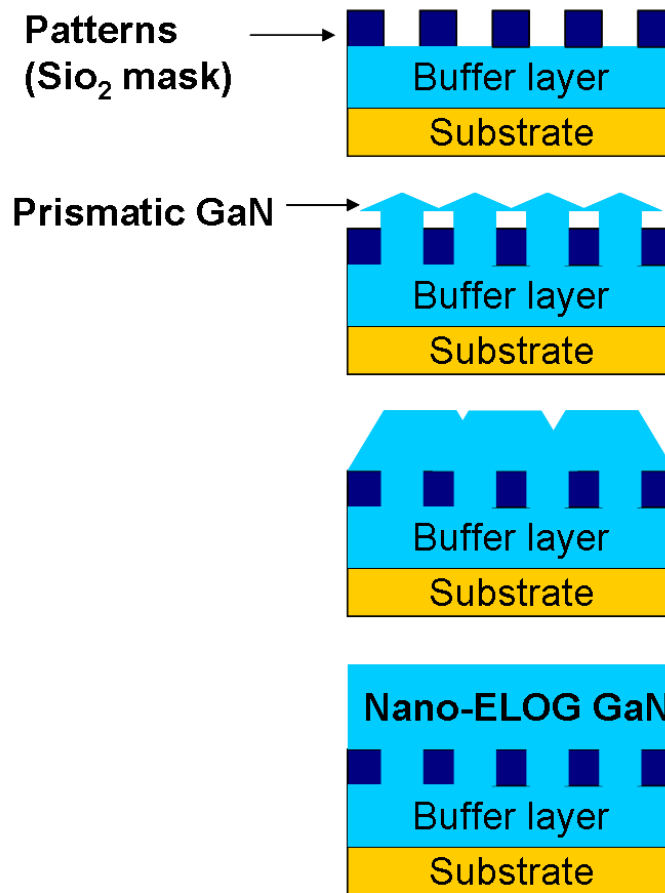 Patterns
(Sio₂ mask)
Buffer layer
Substrate
Prismatic GaN
Buffer layer
Substrate
Buffer layer
Substrate
Nano-ELOG GaN
Buffer layer
Substrate